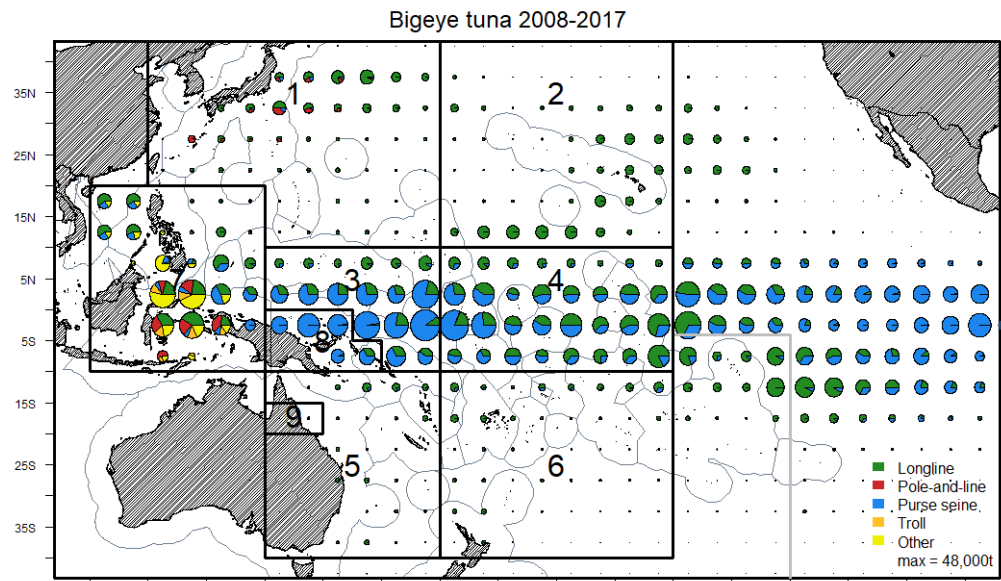 Bigeye tuna 2008-2017
35N
25N
15N
5N
5S
15S
25S
35S
1
2
3
4
7
8
9
5
6
Longline
Pole-and-line
Purse seine
Troll
Other
max = 48,000t